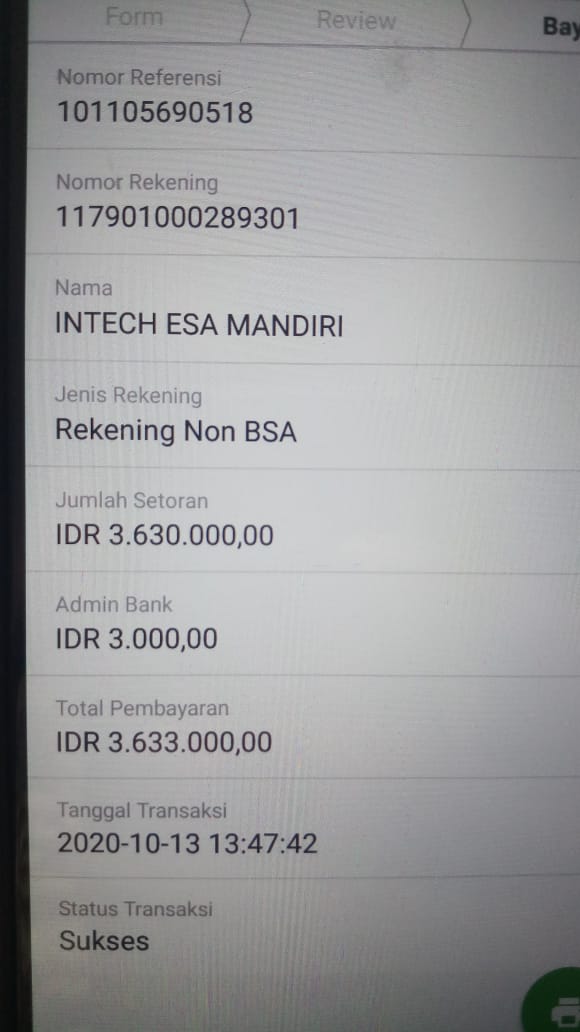 Form
Review
Bay
Nomor Referensi
101105690518
Nomor Rekening
117901000289301
Nama
INTECH ESA MANDIRI
Jenis Rekening
Rekening Non BSA
Jumlah Setoran
IDR 3.630.000,00
Admin Bank
IDR 3.000,00
Total Pembayaran
IDR 3.633.000,00
Tanggal Transaksi
2020-10-13 13:47:42
Status Transaksi
Sukses